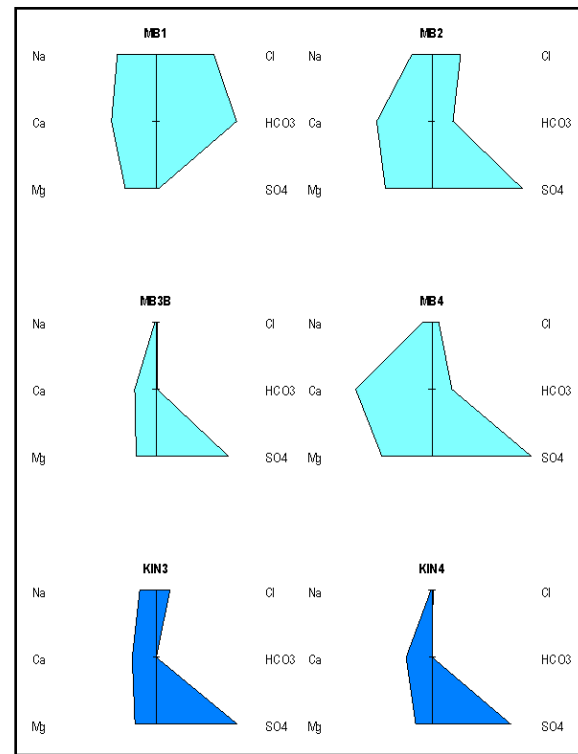 MB1 MB2
Na Cl Na Cl
Ca HCO3 Ca HCO3
Mg SO4 Mg SO4
MB3B MB4
Na Cl Na Cl
Ca HCO3 Ca HCO3
Mg SO4 Mg SO4
KIN3 KIN4
Na Cl Na Cl
Ca HCO3 Ca HCO3
Mg SO4 Mg SO4